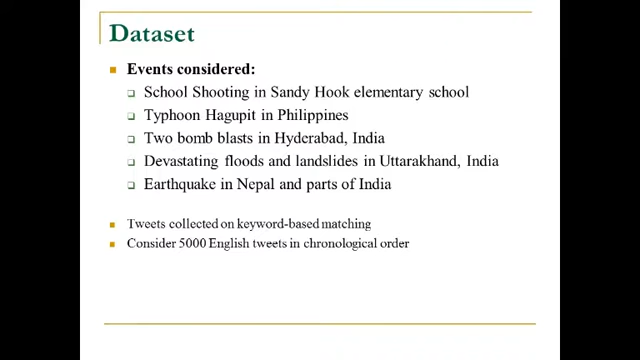 Dataset
Events considered:
School Shooting in Sandy Hook elementary school
Typhoon Hagupit in Philippines
Two bomb blasts in Hyderabad, India
Devastating floods and landslides in Uttarakhand, India
Earthquake in Nepal and parts of India
Tweets collected on keyword-based matching
Consider 5000 English tweets in chronological order